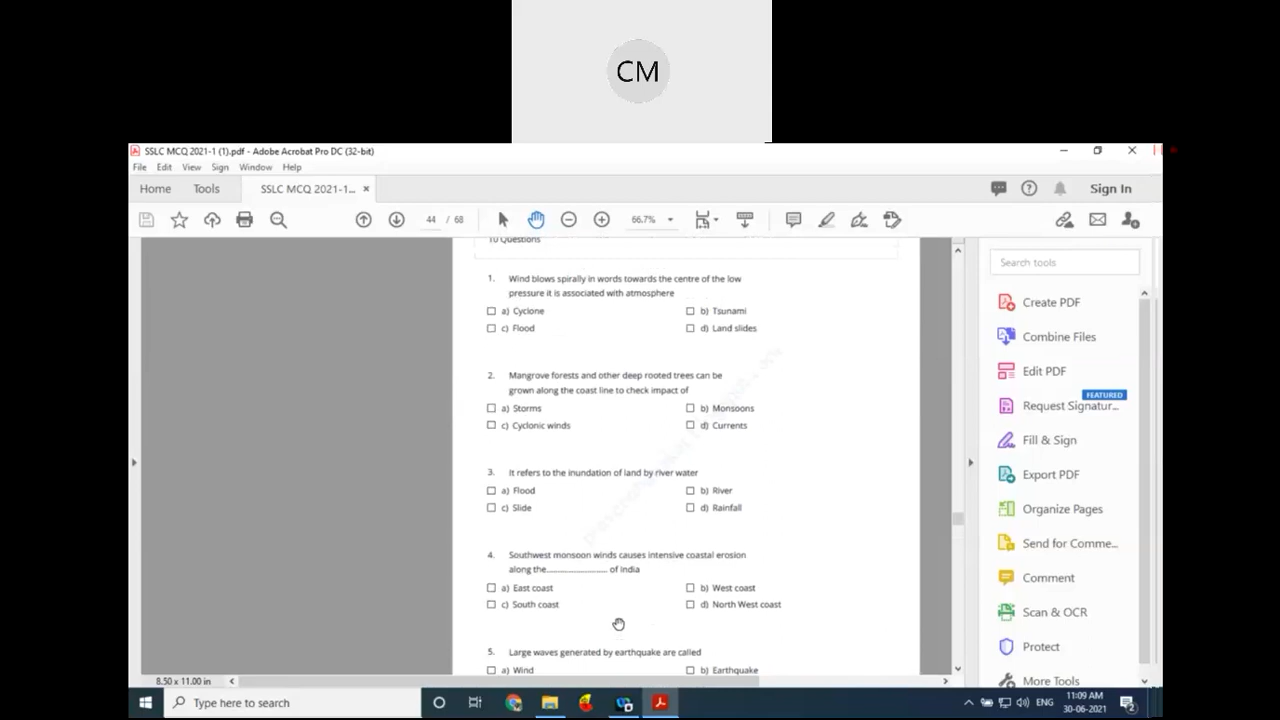 CM
SSLC MCQ 2021-1 (1).pdf - Adobe Acrobat Pro DC (32-bit)
File Edit View Sign Window Help
Home Tools SSLC MCQ 2021-1... × Sign In
44 / 68 66.7%
Search tools
10 Questions
1. Wind blows spirally in words towards the centre of the low
pressure it is associated with atmosphere
a) Cyclone b) Tsunami
c) Flood d) Land slides
2. Mangrove forests and other deep rooted trees can be
grown along the coast line to check impact of
a) Storms b) Monsoons
c) Cyclonic winds d) Currents
3. It refers to the inundation of land by river water
a) Flood b) River
c) Slide d) Rainfall
4. Southwest monsoon winds causes intensive coastal erosion
along the........................ of India
a) East coast b) West coast
c) South coast d) North West coast
5. Large waves generated by earthquake are called
a) Wind b) Earthquake
Create PDF
Combine Files
Edit PDF
FEATURED
Request Signatur...
Fill & Sign
Export PDF
Organize Pages
Send for Comme...
Comment
Scan & OCR
Protect
More Tools
8.50 x 11.00 in
Type here to search
ENG
11:09 AM
30-06-2021
2